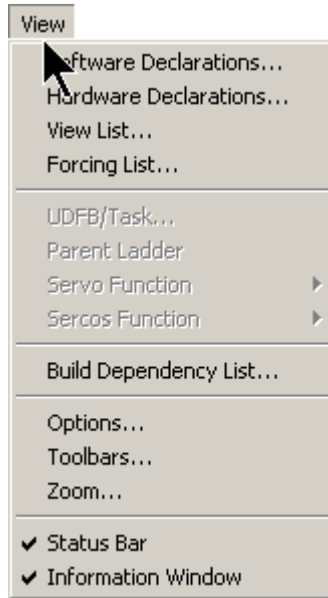 View
Software Declarations...
Hardware Declarations...
View List...
Forcing List...
UDFB/Task...
Parent Ladder
Servo Function
Sercos Function
Build Dependency List...
Options...
Toolbars...
Zoom...
Status Bar
Information Window